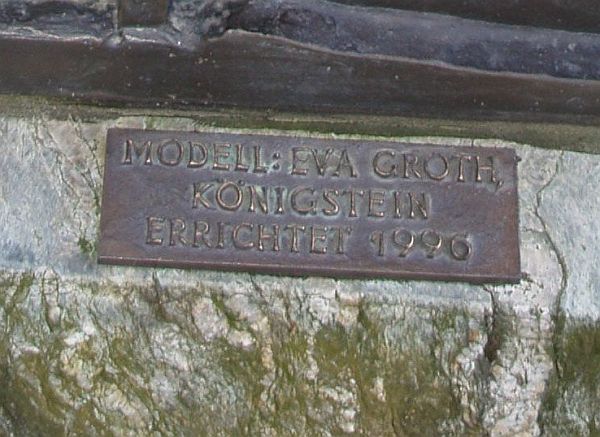 MODELL: EVA GROTH,
KÖNIGSTEIN
ERRICHTET 1996